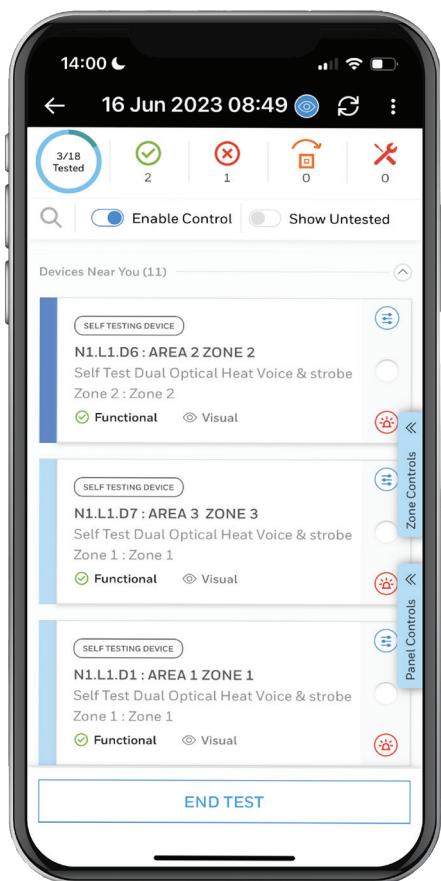 14:00
16 Jun 2023 08:49
3/18
Tested
2
1
0
0
Enable Control
Show Untested
Devices Near You (11)
SELF TESTING DEVICE
N1.L1.D6 : AREA 2 ZONE 2
Self Test Dual Optical Heat Voice & strobe
Zone 2 : Zone 2
Functional
Visual
Zone Controls
SELF TESTING DEVICE
N1.L1.D7 : AREA 3 ZONE 3
Self Test Dual Optical Heat Voice & strobe
Zone 1 : Zone 1
Functional
Visual
Panel Controls
SELF TESTING DEVICE
N1.L1.D1 : AREA 1 ZONE 1
Self Test Dual Optical Heat Voice & strobe
Zone 1 : Zone 1
Functional
Visual
END TEST